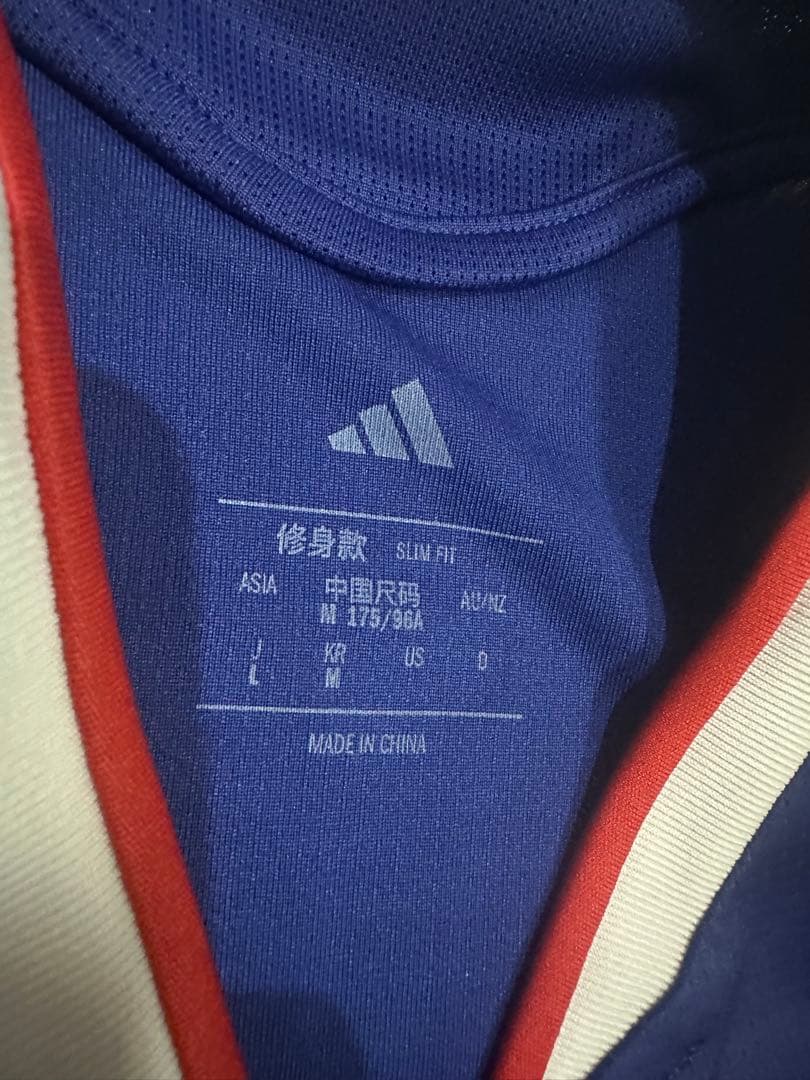 修身款 SLIM FIT
ASIA 中国尺码 AU/NZ
M 175/96A
J KR US D
L M
MADE IN CHINA